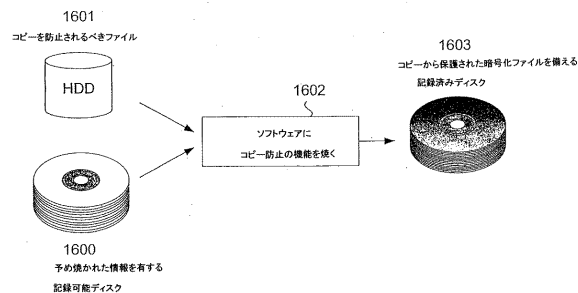 1601
コピーを防止されるべきファイル
HDD
1602
ソフトウェアに
コピー防止の機能を焼く
1603
コピーから保護された暗号化ファイルを備える
記録済みディスク
1600
予め焼かれた情報を有する
記録可能ディスク